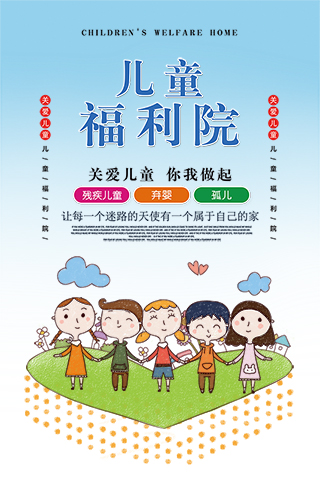 CHILDREN'S WELFARE HOME
儿童
福利院
关爱儿童
儿童福利院
关爱儿童
儿童福利院
关爱儿童 你我做起
残疾儿童 弃婴 孤儿
让每一个迷路的天使有一个属于自己的家